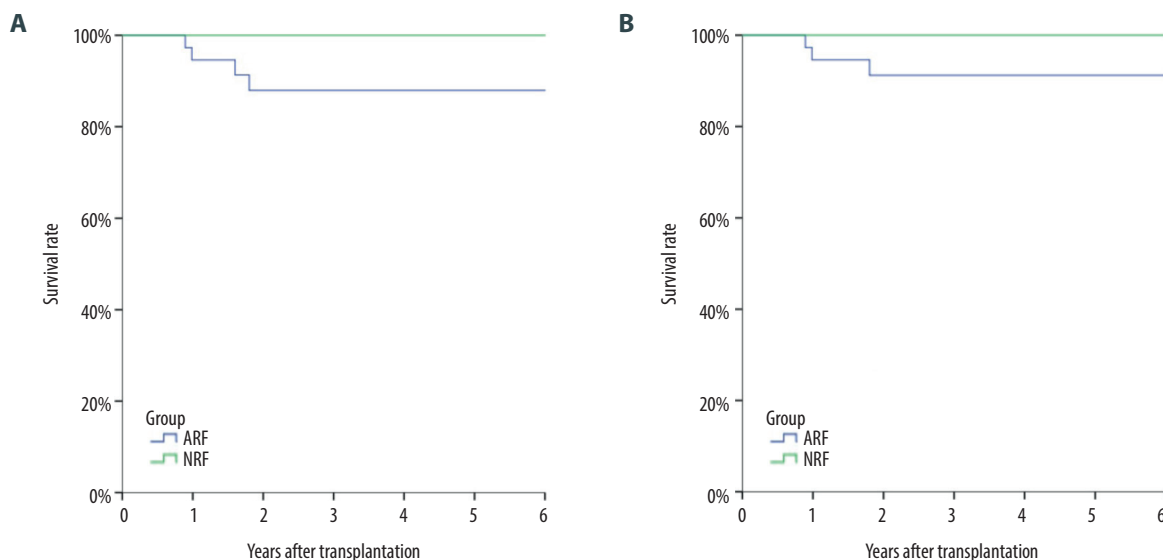 A
100%
80%
60%
40%
20%
0%
Survival rate
Group
ARF
NRF
0 1 2 3 4 5 6
Years after transplantation
B
100%
80%
60%
40%
20%
0%
Survival rate
Group
ARF
NRF
0 1 2 3 4 5 6
Years after transplantation